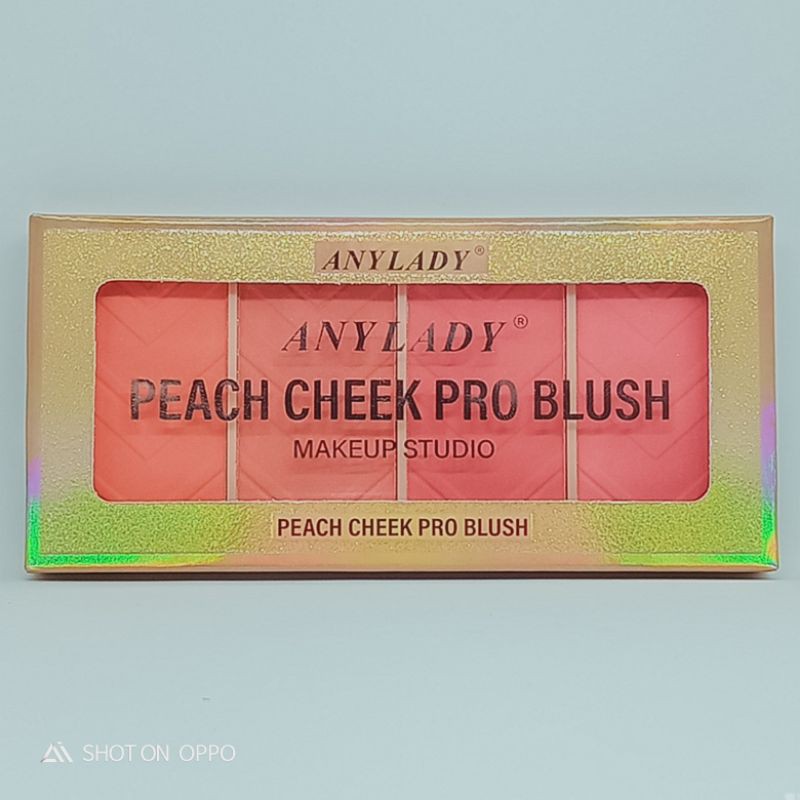 ANYLADY®
ANYLADY®
PEACH CHEEK PRO BLUSH
MAKEUP STUDIO
PEACH CHEEK PRO BLUSH
SHOT ON OPPO